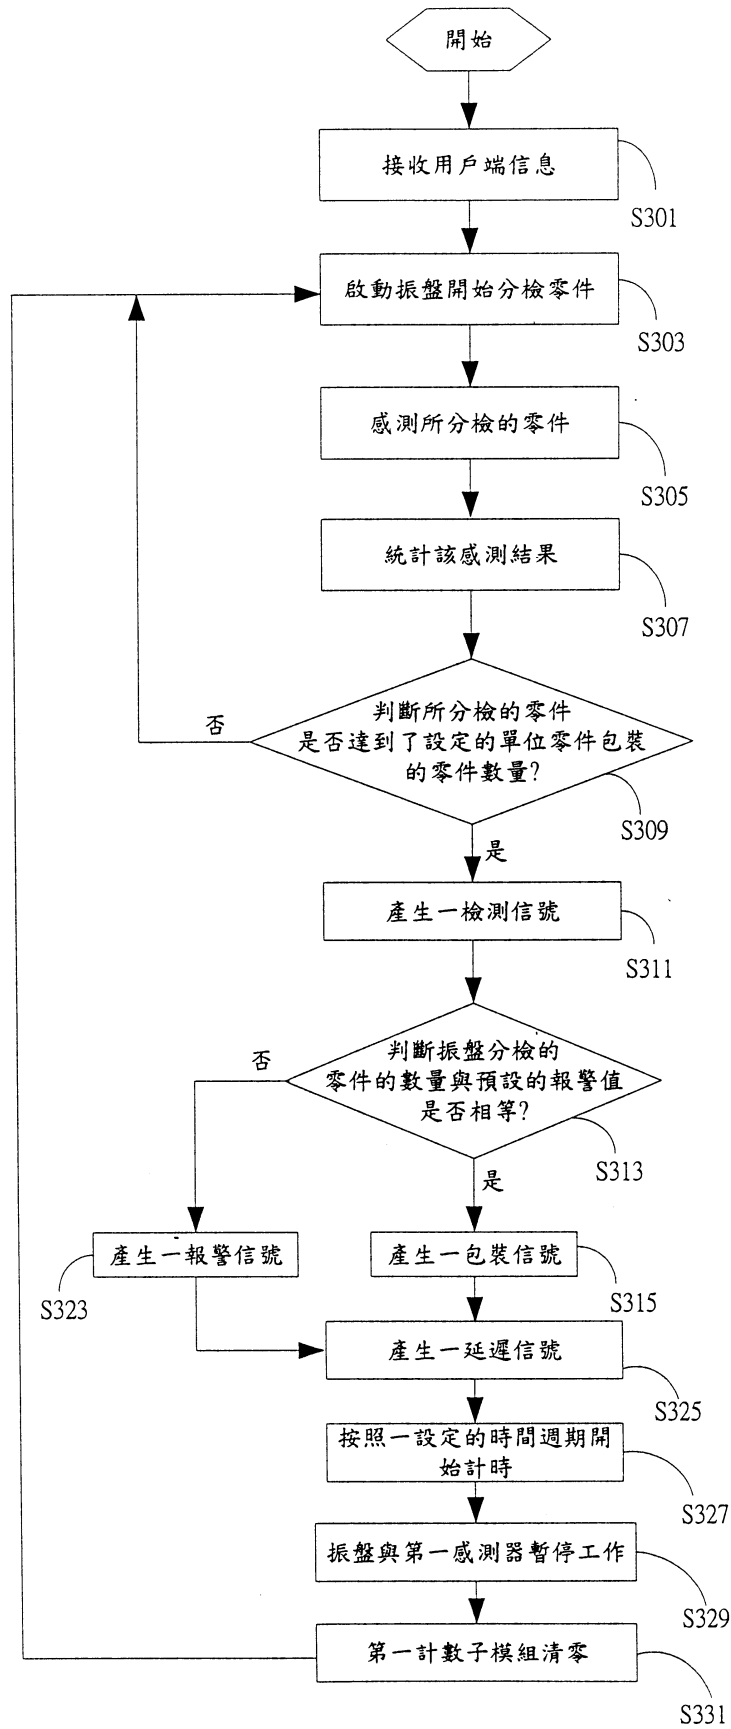 開始
接收用戶端信息
S301
啟動振盤開始分檢零件
S303
感測所分檢的零件
S305
統計該感測結果
S307
判斷所分檢的零件
是否達到了設定的單位零件包裝
的零件數量?
否
S309
是
產生一檢測信號
S311
判斷振盤分檢的
零件的數量與預設的報警值
是否相等?
否
S313
是
產生一報警信號
S323
產生一包裝信號
S315
產生一延遲信號
S325
按照一設定的時間週期開
始計時
S327
振盤與第一感測器暫停工作
S329
第一計數子模組清零
S331